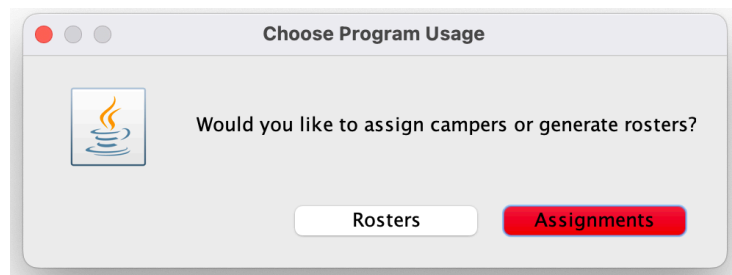 Choose Program Usage
Would you like to assign campers or generate rosters?
Rosters
Assignments